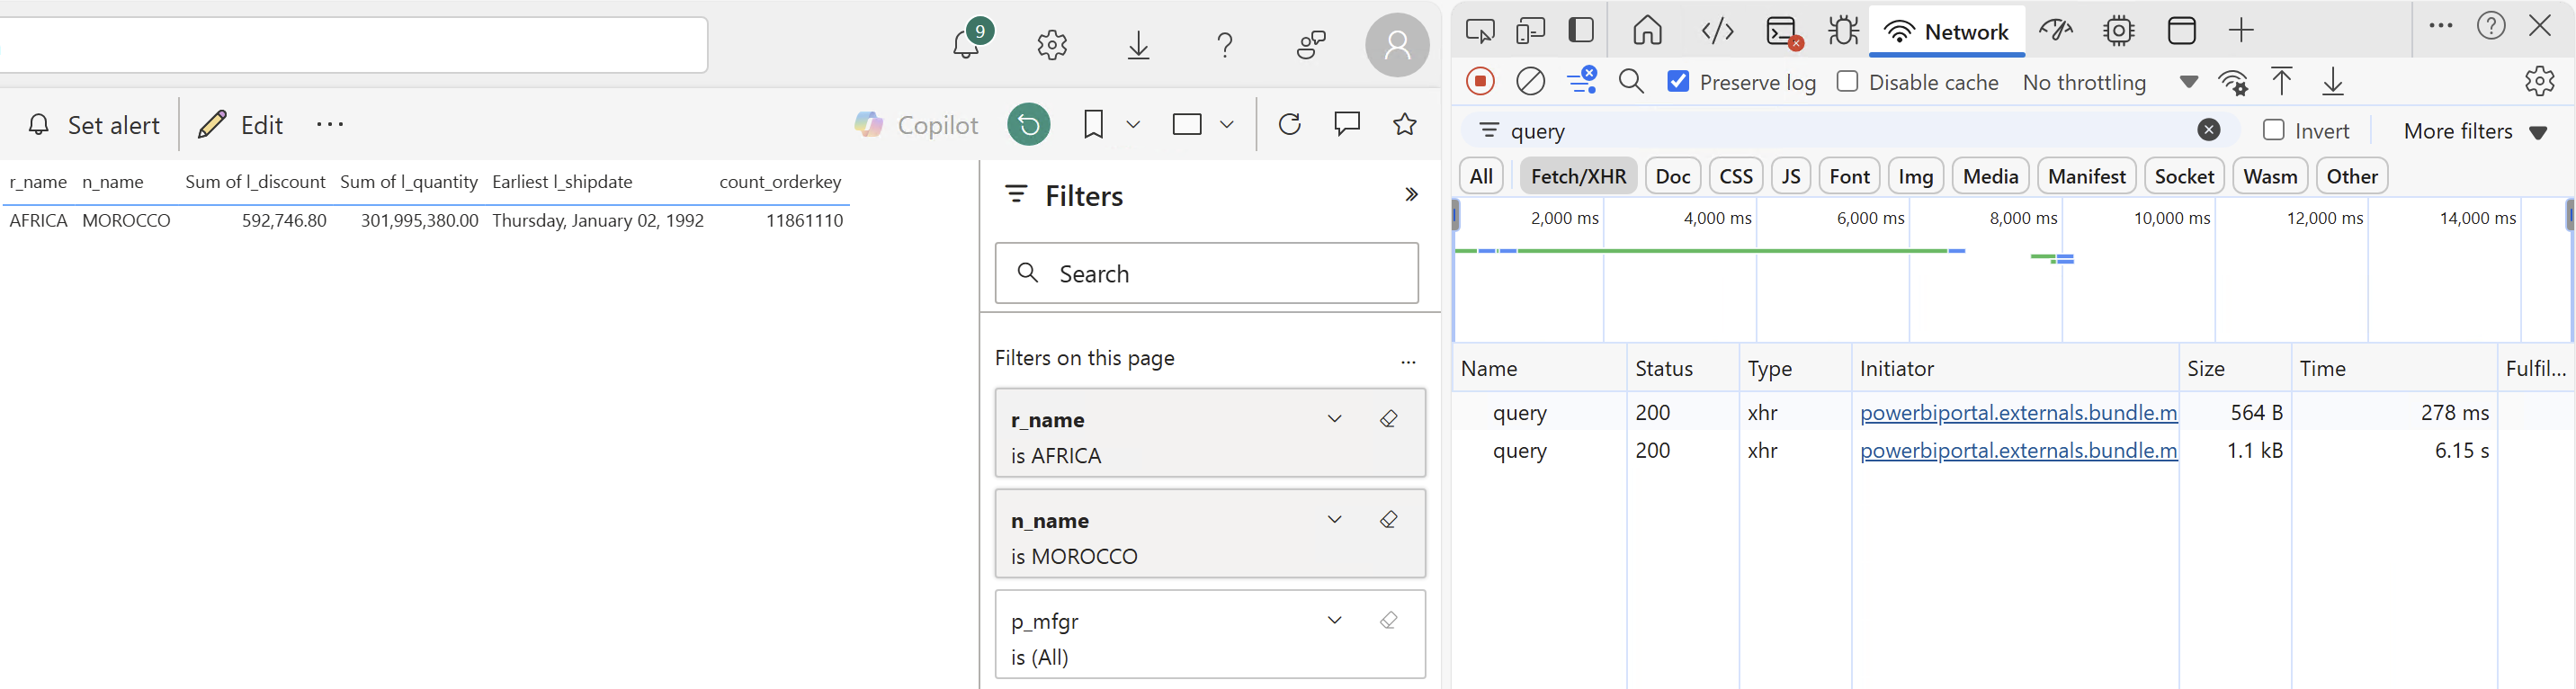 9
Set alert Edit ... Copilot
r_name n_name Sum of l_discount Sum of l_quantity Earliest l_shipdate count_orderkey
AFRICA MOROCCO 592,746.80 301,995,380.00 Thursday, January 02, 1992 11861110
Filters
Search
Filters on this page ...
r_name
is AFRICA
n_name
is MOROCCO
p_mfgr
is (All)
Network
Preserve log Disable cache No throttling
query Invert More filters
All Fetch/XHR Doc CSS JS Font Img Media Manifest Socket Wasm Other
2,000 ms 4,000 ms 6,000 ms 8,000 ms 10,000 ms 12,000 ms 14,000 ms
Name Status Type Initiator Size Time Fulfil...
query 200 xhr powerbiportal.externals.bundle.m 564 B 278 ms
query 200 xhr powerbiportal.externals.bundle.m 1.1 kB 6.15 s